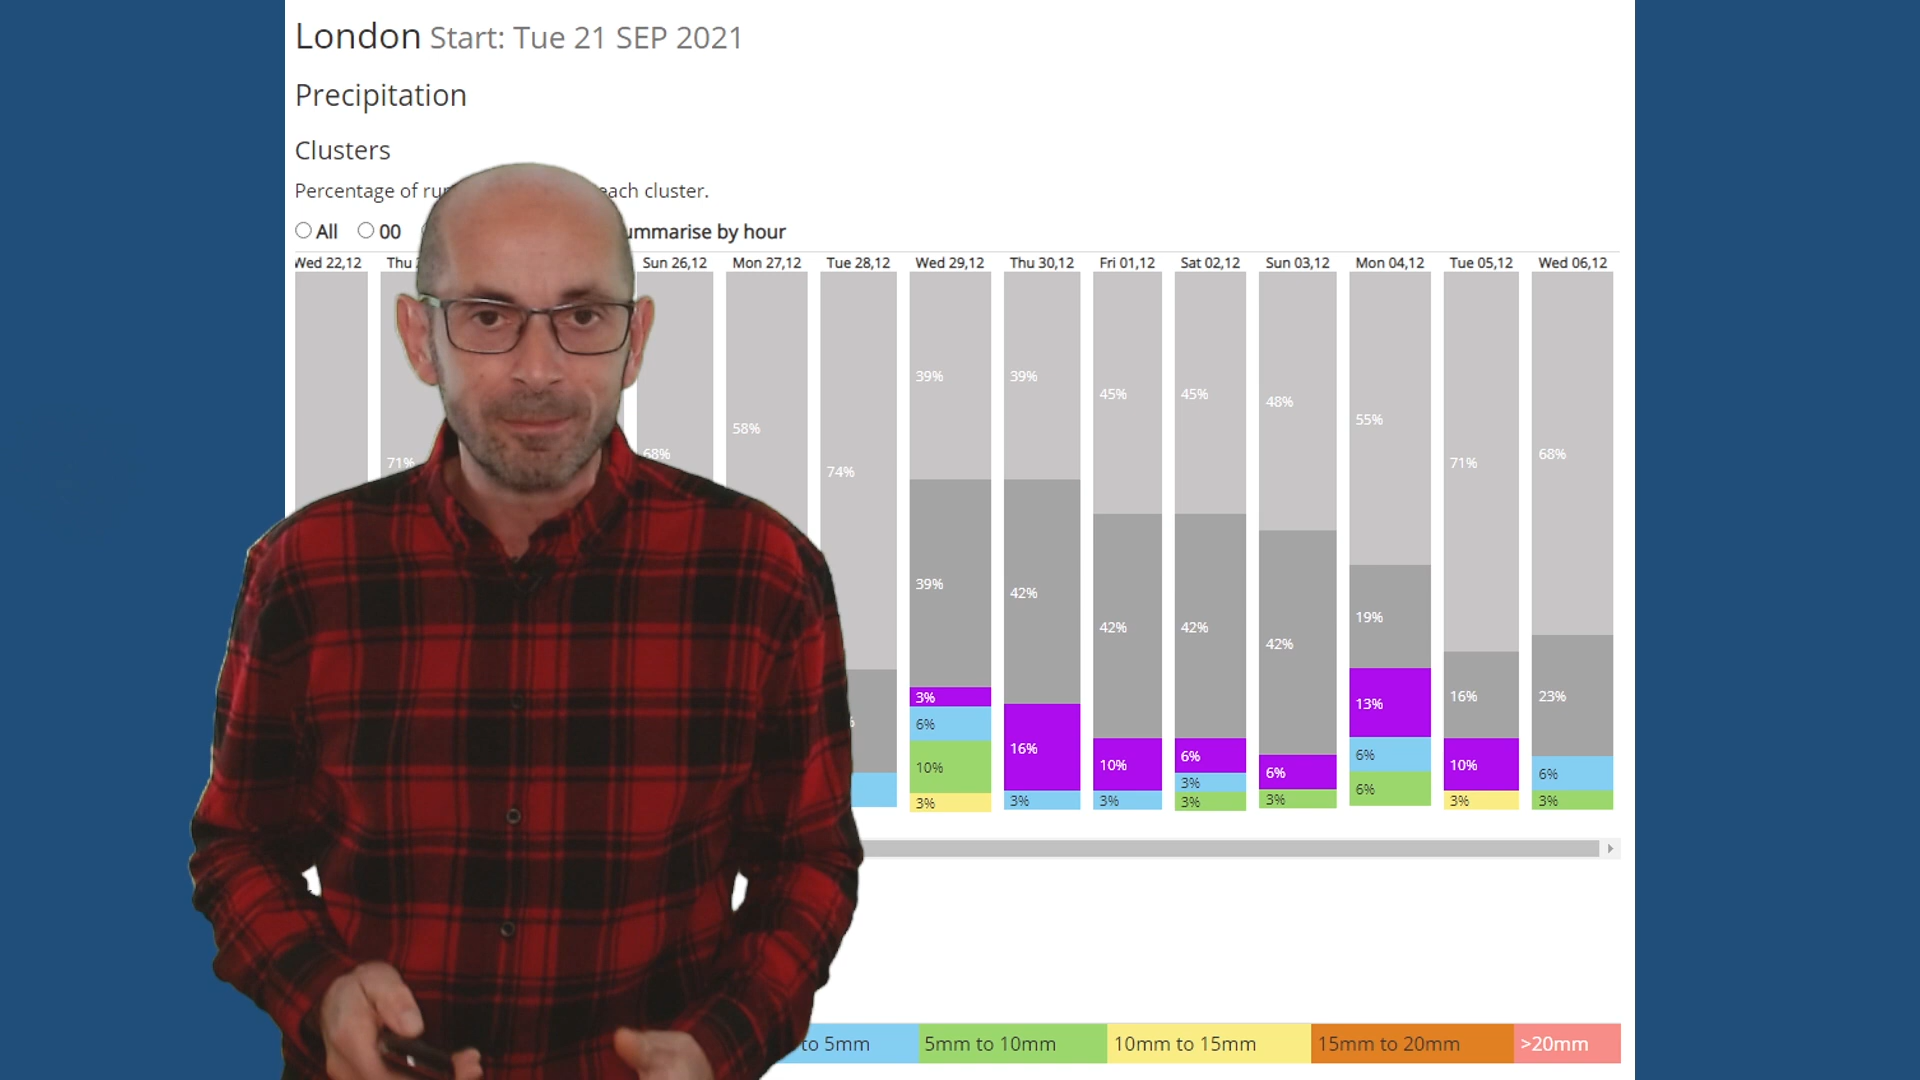 London Start: Tue 21 SEP 2021
Precipitation
Clusters
Percentage of each cluster.
All 00 ummarise by hour
Wed 22,12 Thu Sun 26,12 Mon 27,12 Tue 28,12 Wed 29,12 Thu 30,12 Fri 01,12 Sat 02,12 Sun 03,12 Mon 04,12 Tue 05,12 Wed 06,12
39% 39%
45% 45% 48%
55%
58%
71% 68% 74% 71% 68%
39% 42%
42% 42% 42% 19%
3% 16% 23%
6% 13%
16% 10% 6% 6% 6% 10% 6%
10% 3% 6%
3% 3% 3% 3% 3% 3% 3%
to 5mm 5mm to 10mm 10mm to 15mm 15mm to 20mm >20mm